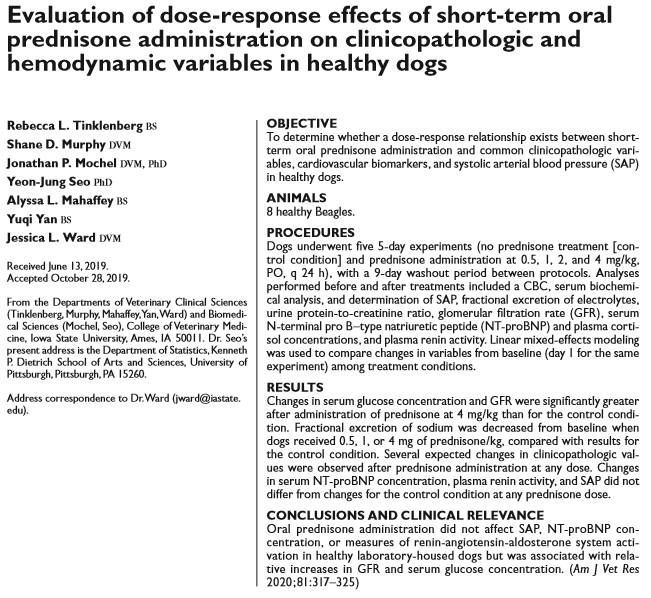 Evaluation of dose-response effects of short-term oral
prednisone administration on clinicopathologic and
hemodynamic variables in healthy dogs
Rebecca L. Tinklenberg BS
Shane D. Murphy DVM
Jonathan P. Mochel DVM, PhD
Yeon-Jung Seo PhD
Alyssa L. Mahaffey BS
Yuqi Yan BS
Jessica L. Ward DVM
Received June 13, 2019.
Accepted October 28, 2019.
From the Departments of Veterinary Clinical Sciences
(Tinklenberg, Murphy, Mahaffey, Yan, Ward) and Biomedi-
cal Sciences (Mochel, Seo), College of Veterinary Medi-
cine, Iowa State University, Ames, IA 50011. Dr. Seo's
present address is the Department of Statistics, Kenneth
P. Dietrich School of Arts and Sciences, University of
Pittsburgh, Pittsburgh, PA 15260.
Address correspondence to Dr. Ward (jward@iastate.
edu).
OBJECTIVE
To determine whether a dose-response relationship exists between short-
term oral prednisone administration and common clinicopathologic vari-
ables, cardiovascular biomarkers, and systolic arterial blood pressure (SAP)
in healthy dogs.
ANIMALS
8 healthy Beagles.
PROCEDURES
Dogs underwent five 5-day experiments (no prednisone treatment [con-
trol condition] and prednisone administration at 0.5, 1, 2, and 4 mg/kg,
PO, q 24 h), with a 9-day washout period between protocols. Analyses
performed before and after treatments included a CBC, serum biochemi-
cal analysis, and determination of SAP, fractional excretion of electrolytes,
urine protein-to-creatinine ratio, glomerular filtration rate (GFR), serum
N-terminal pro B–type natriuretic peptide (NT-proBNP) and plasma corti-
sol concentrations, and plasma renin activity. Linear mixed-effects modeling
was used to compare changes in variables from baseline (day 1 for the same
experiment) among treatment conditions.
RESULTS
Changes in serum glucose concentration and GFR were significantly greater
after administration of prednisone at 4 mg/kg than for the control condi-
tion. Fractional excretion of sodium was decreased from baseline when
dogs received 0.5, 1, or 4 mg of prednisone/kg, compared with results for
the control condition. Several expected changes in clinicopathologic val-
ues were observed after prednisone administration at any dose. Changes
in serum NT-proBNP concentration, plasma renin activity, and SAP did not
differ from changes for the control condition at any prednisone dose.
CONCLUSIONS AND CLINICAL RELEVANCE
Oral prednisone administration did not affect SAP, NT-proBNP con-
centration, or measures of renin-angiotensin-aldosterone system acti-
vation in healthy laboratory-housed dogs but was associated with rela-
tive increases in GFR and serum glucose concentration. (Am J Vet Res
2020;81:317–325)